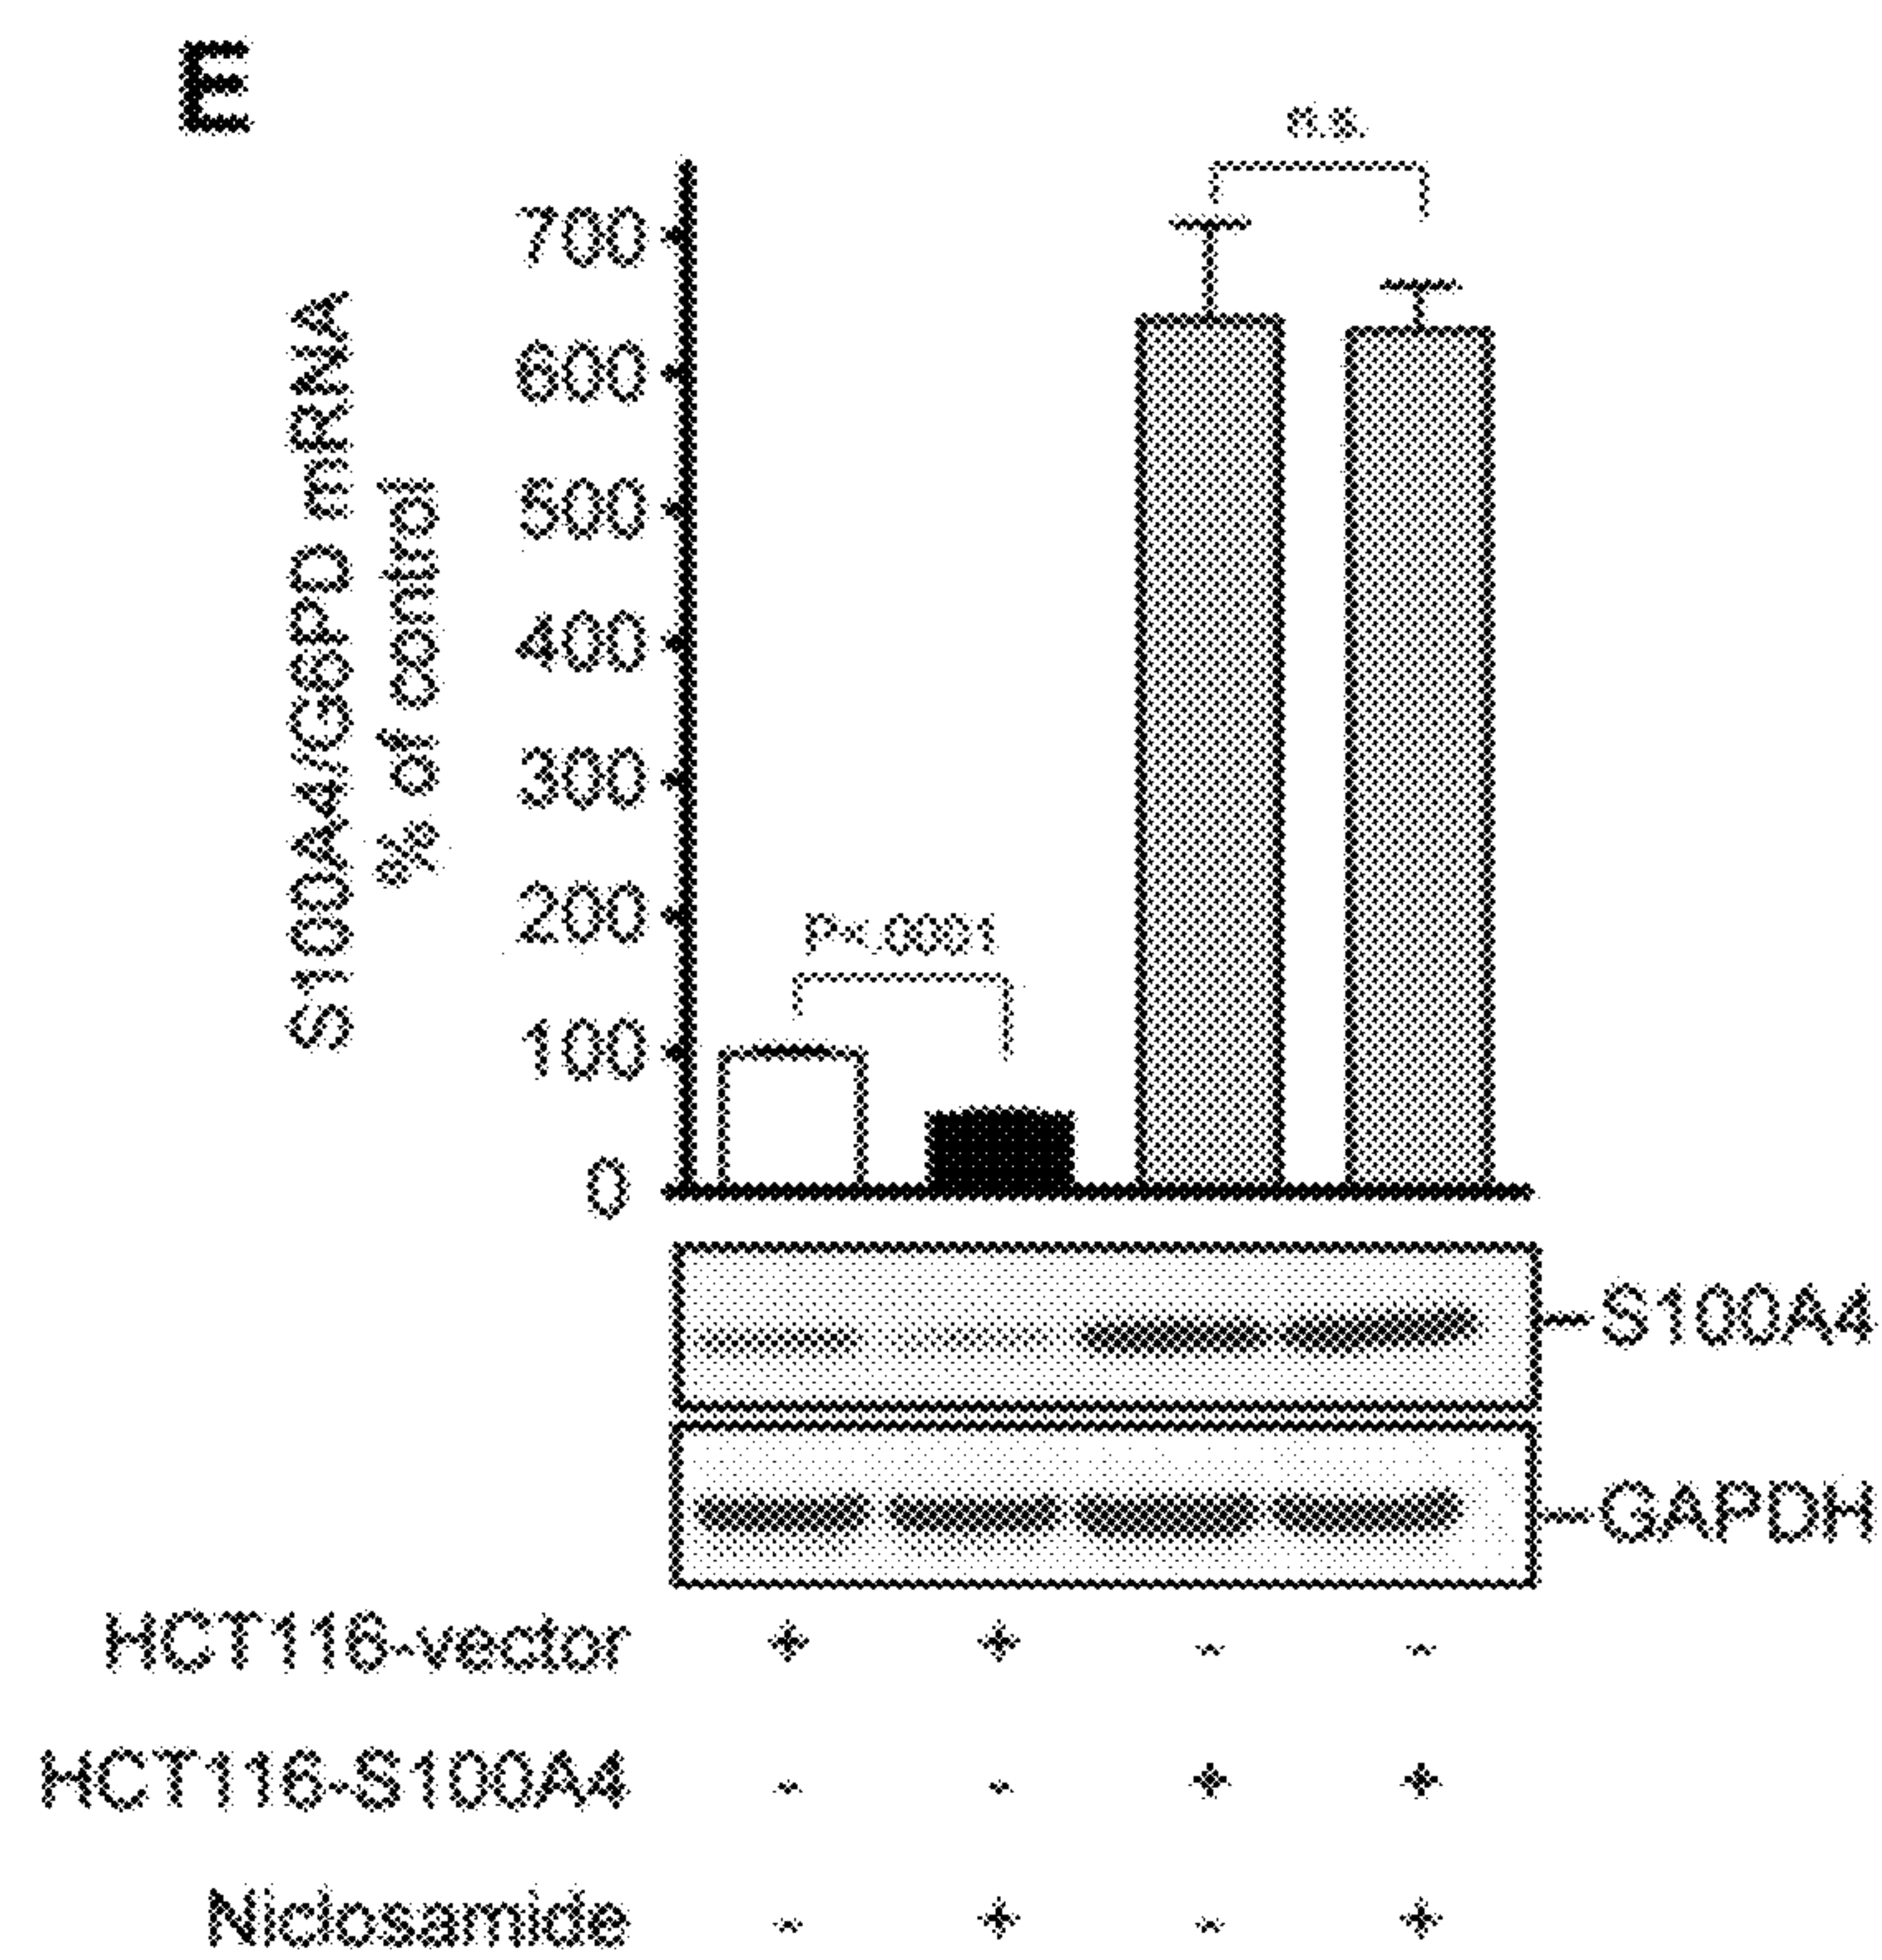 E
n.s.
700
600
500
400
300
200
100
0
S100A4/G6PD mRNA
% of control
P<.0001
S100A4
GAPDH
HCT116-vector + + - -
HCT116-S100A4 - - + +
Niclosamide - + - +